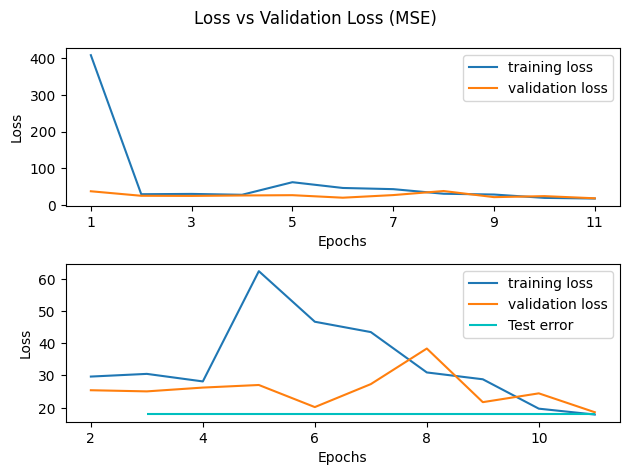 Loss vs Validation Loss (MSE)
400
300
200
100
0
Loss
training loss
validation loss
1 3 5 7 9 11
Epochs
60
50
40
30
20
Loss
training loss
validation loss
Test error
2 4 6 8 10
Epochs